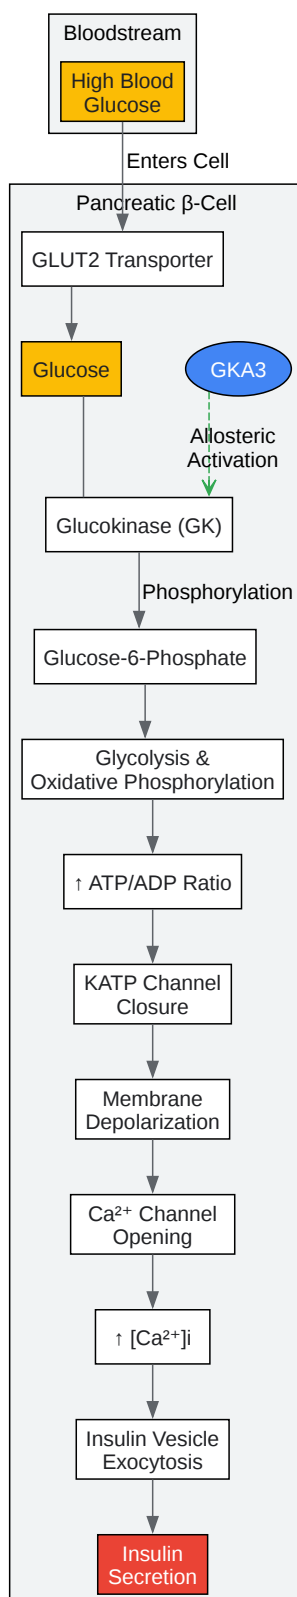 Bloodstream
High Blood
Glucose
Enters Cell
Pancreatic β-Cell
GLUT2 Transporter
Glucose
GKA3
Allosteric
Activation
Glucokinase (GK)
Phosphorylation
Glucose-6-Phosphate
Glycolysis &
Oxidative Phosphorylation
↑ ATP/ADP Ratio
KATP Channel
Closure
Membrane
Depolarization
Ca²⁺ Channel
Opening
↑ [Ca²⁺]i
Insulin Vesicle
Exocytosis
Insulin
Secretion